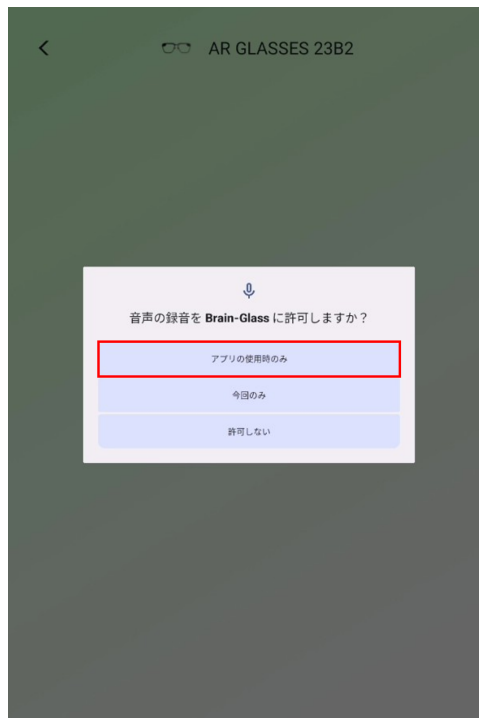 AR GLASSES 23B2
音声の録音を Brain-Glass に許可しますか？
アプリの使用時のみ
今回のみ
許可しない